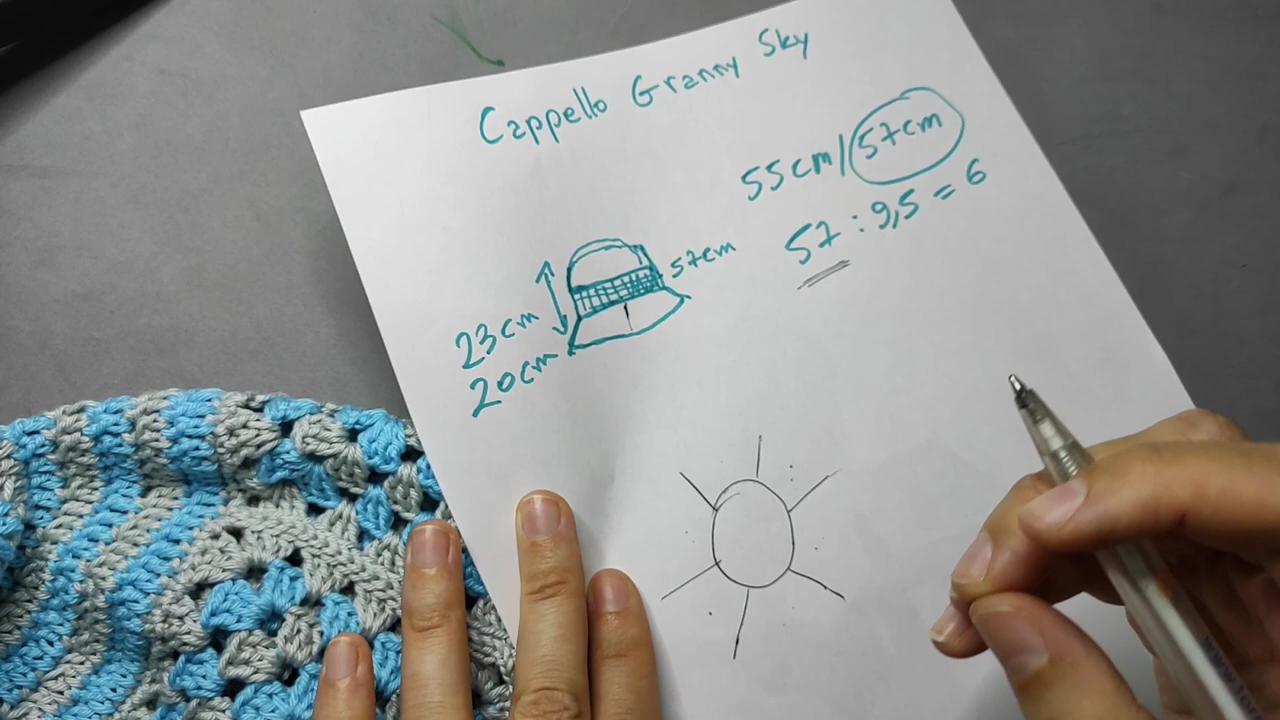 Cappello Granny Sky
55cm/57cm
57 : 9,5 = 6
57cm
23cm
20cm